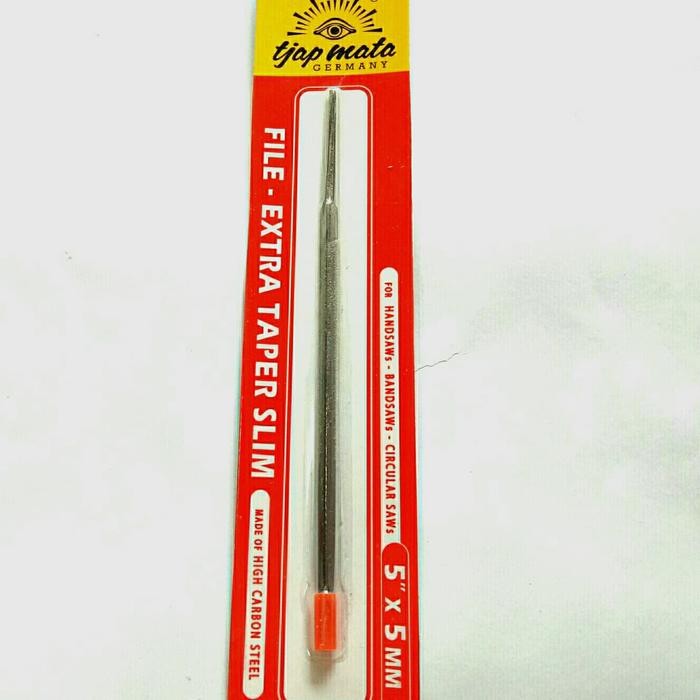 tjap mata
GERMANY
FILE - EXTRA TAPER SLIM
MADE OF HIGH CARBON STEEL
FOR HANDSAWs - BANDSAWs - CIRCULAR SAWs
5" x 5 MM